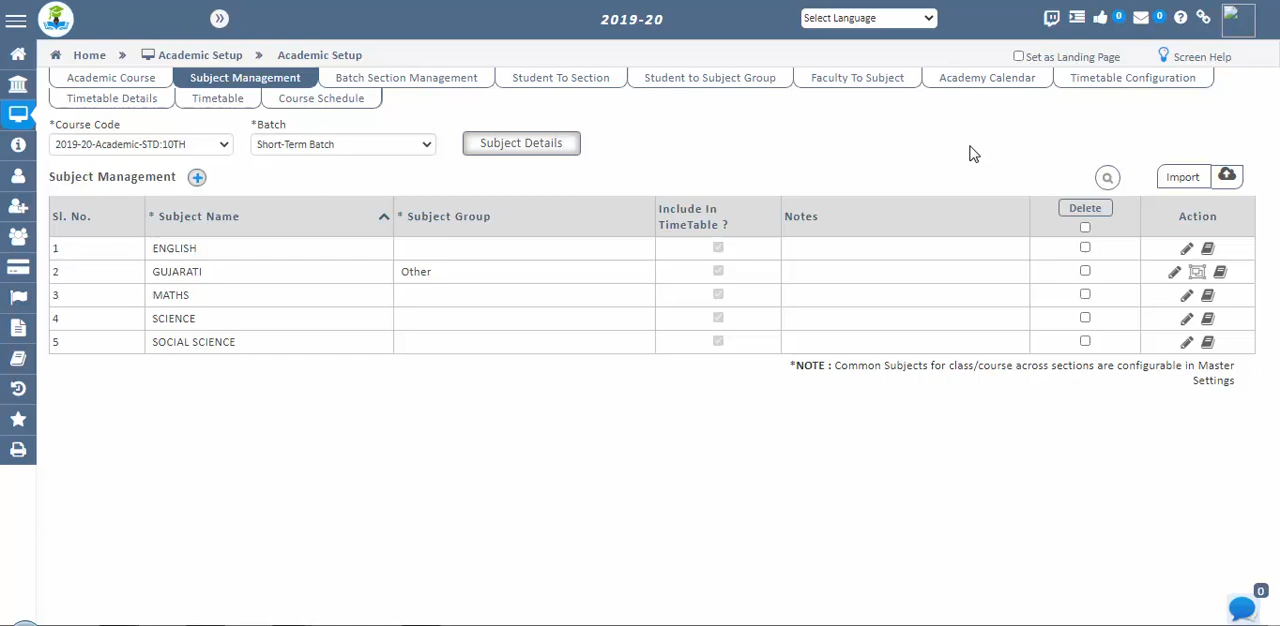 2019-20
Select Language
0
0
Home » Academic Setup » Academic Setup
Set as Landing Page
Screen Help
Academic Course
Subject Management
Batch Section Management
Student To Section
Student to Subject Group
Faculty To Subject
Academy Calendar
Timetable Configuration
Timetable Details
Timetable
Course Schedule
*Course Code
*Batch
2019-20-Academic-STD:10TH
Short-Term Batch
Subject Details
Subject Management
Import
Sl. No.
* Subject Name
* Subject Group
Include In
TimeTable ?
Notes
Delete
Action
1 ENGLISH
2 GUJARATI Other
3 MATHS
4 SCIENCE
5 SOCIAL SCIENCE
*NOTE : Common Subjects for class/course across sections are configurable in Master
Settings
0